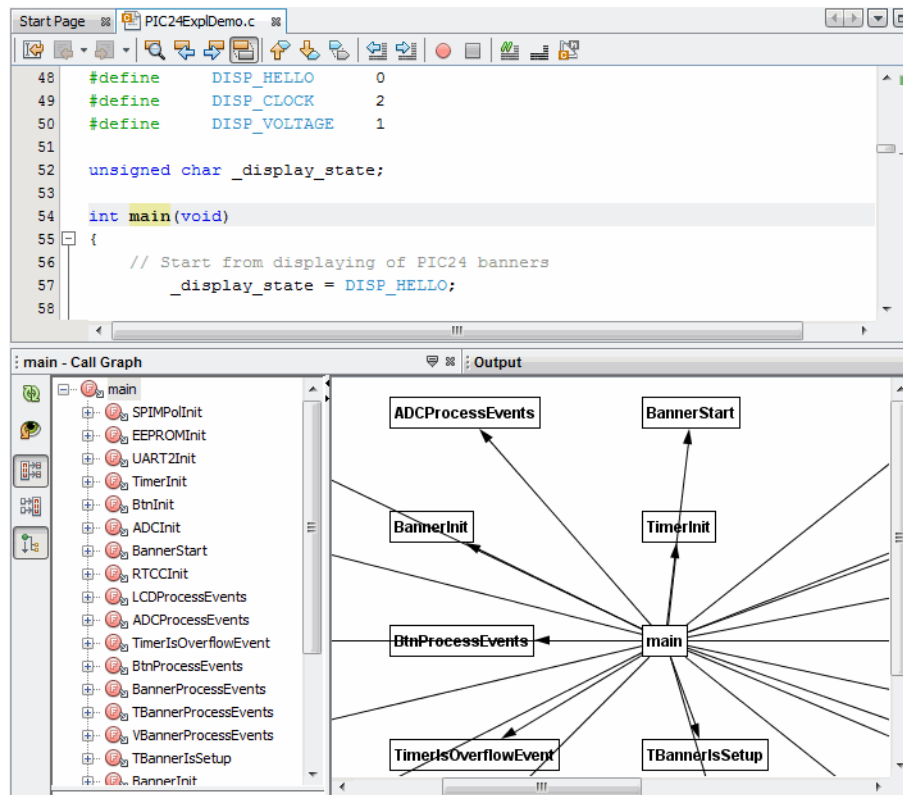 Start Page
PIC24ExplDemo.c
48 #define DISP_HELLO 0
49 #define DISP_CLOCK 2
50 #define DISP_VOLTAGE 1
51
52 unsigned char _display_state;
53
54 int main(void)
55 {
56 // Start from displaying of PIC24 banners
57 _display_state = DISP_HELLO;
58
main - Call Graph
Output
main
SPIMPolInit
EEPROMInit
UART2Init
TimerInit
BtnInit
ADCInit
BannerStart
RTCCInit
LCDProcessEvents
ADCProcessEvents
TimerIsOverflowEvent
BtnProcessEvents
BannerProcessEvents
TBannerProcessEvents
VBannerProcessEvents
TBannerIsSetup
BannerInit
ADCProcessEvents
BannerStart
BannerInit
TimerInit
BtnProcessEvents
main
TimerIsOverflowEvent
TBannerIsSetup